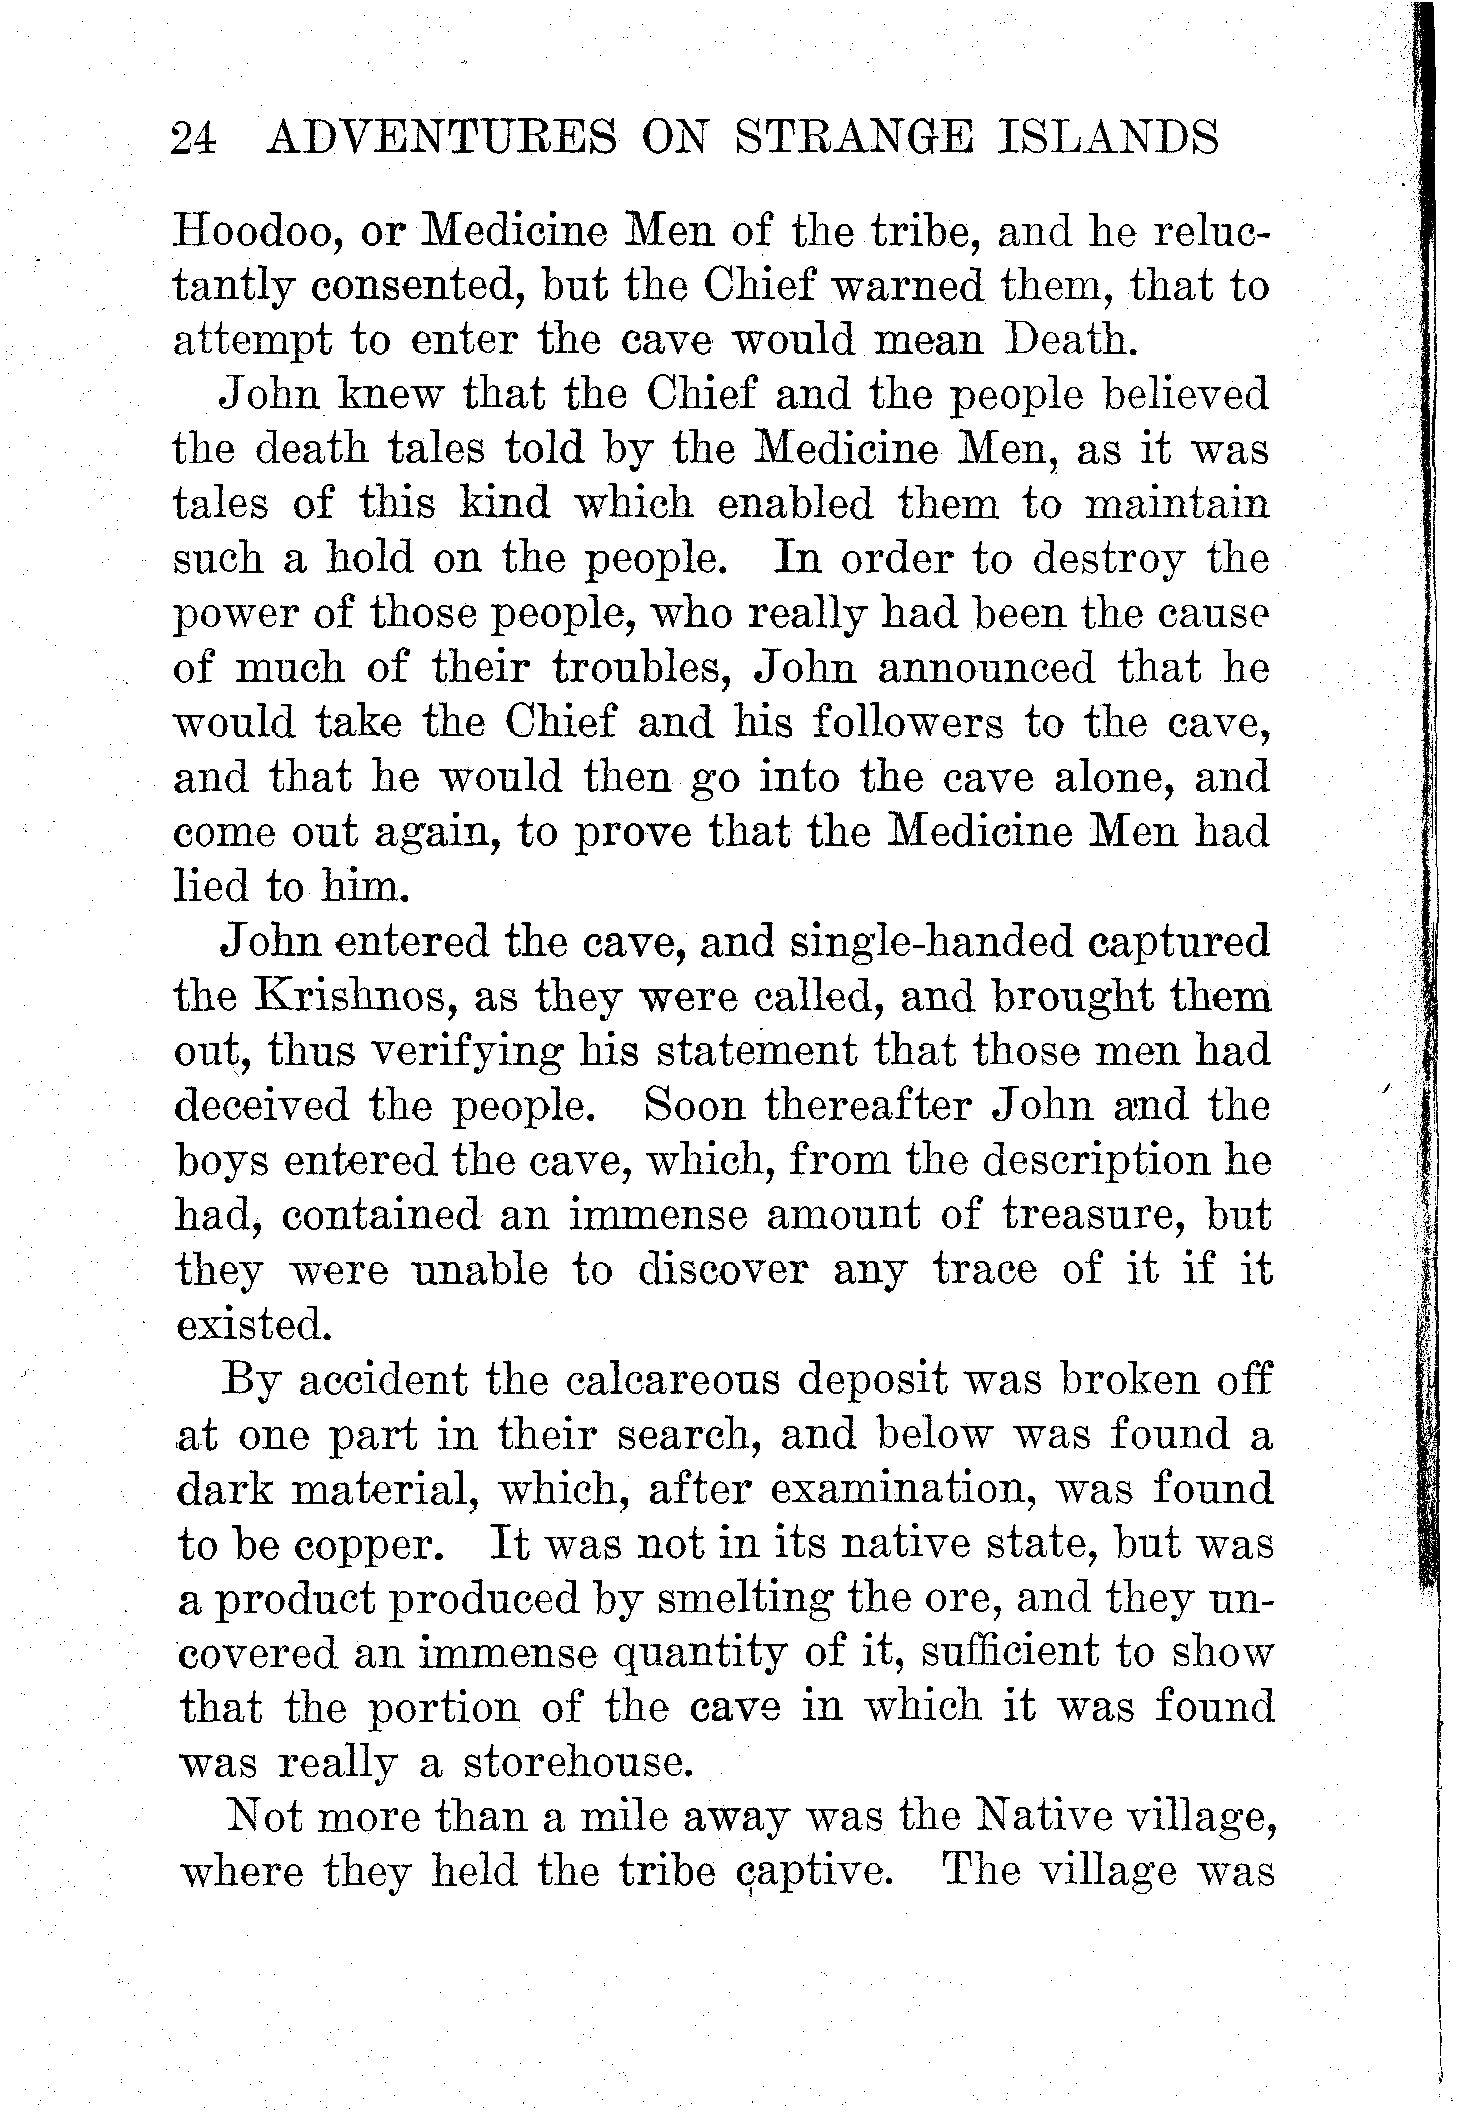 24 ADVENTURES ON STRANGE ISLANDS
Hoodoo, or Medicine Men of the tribe, and he reluc-
tantly consented, but the Chief warned them, that to
attempt to enter the cave would mean Death.
John knew that the Chief and the people believed
the death tales told by the Medicine Men, as it was
tales of this kind which enabled them to maintain
such a hold on the people. In order to destroy the
power of those people, who really had been the cause
of much of their troubles, John announced that he
would take the Chief and his followers to the cave,
and that he would then go into the cave alone, and
come out again, to prove that the Medicine Men had
lied to him.
John entered the cave, and single-handed captured
the Krishnos, as they were called, and brought them
out, thus verifying his statement that those men had
deceived the people. Soon thereafter John and the
boys entered the cave, which, from the description he
had, contained an immense amount of treasure, but
they were unable to discover any trace of it if it
existed.
By accident the calcareous deposit was broken off
at one part in their search, and below was found a
dark material, which, after examination, was found
to be copper. It was not in its native state, but was
a product produced by smelting the ore, and they un-
covered an immense quantity of it, sufficient to show
that the portion of the cave in which it was found
was really a storehouse.
Not more than a mile away was the Native village,
where they held the tribe captive. The village was